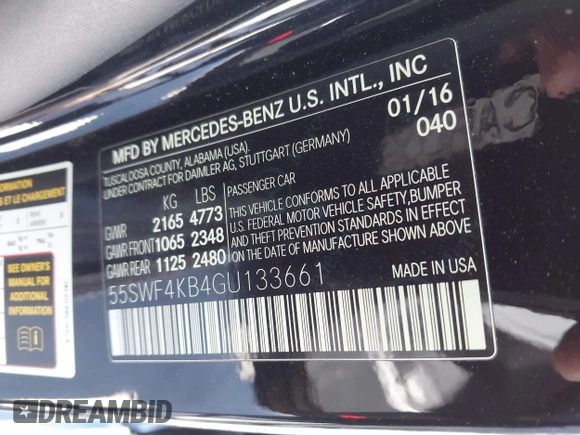 MFD BY MERCEDES-BENZ U.S. INTL., INC
TUSCALOOSA COUNTY, ALABAMA (USA)
UNDER CONTRACT FOR DAIMLER AG, STUTTGART (GERMANY)
01/16
040
KG LBS
GVWR 2165 4773
GAWR FRONT 1065 2348
GAWR REAR 1125 2480
PASSENGER CAR
THIS VEHICLE CONFORMS TO ALL APPLICABLE
U.S. FEDERAL MOTOR VEHICLE SAFETY, BUMPER
AND THEFT PREVENTION STANDARDS IN EFFECT
ON THE DATE OF MANUFACTURE SHOWN ABOVE
55SWF4KB4GU133661
MADE IN USA
SEE OWNER'S
MANUAL FOR
DREAMBID